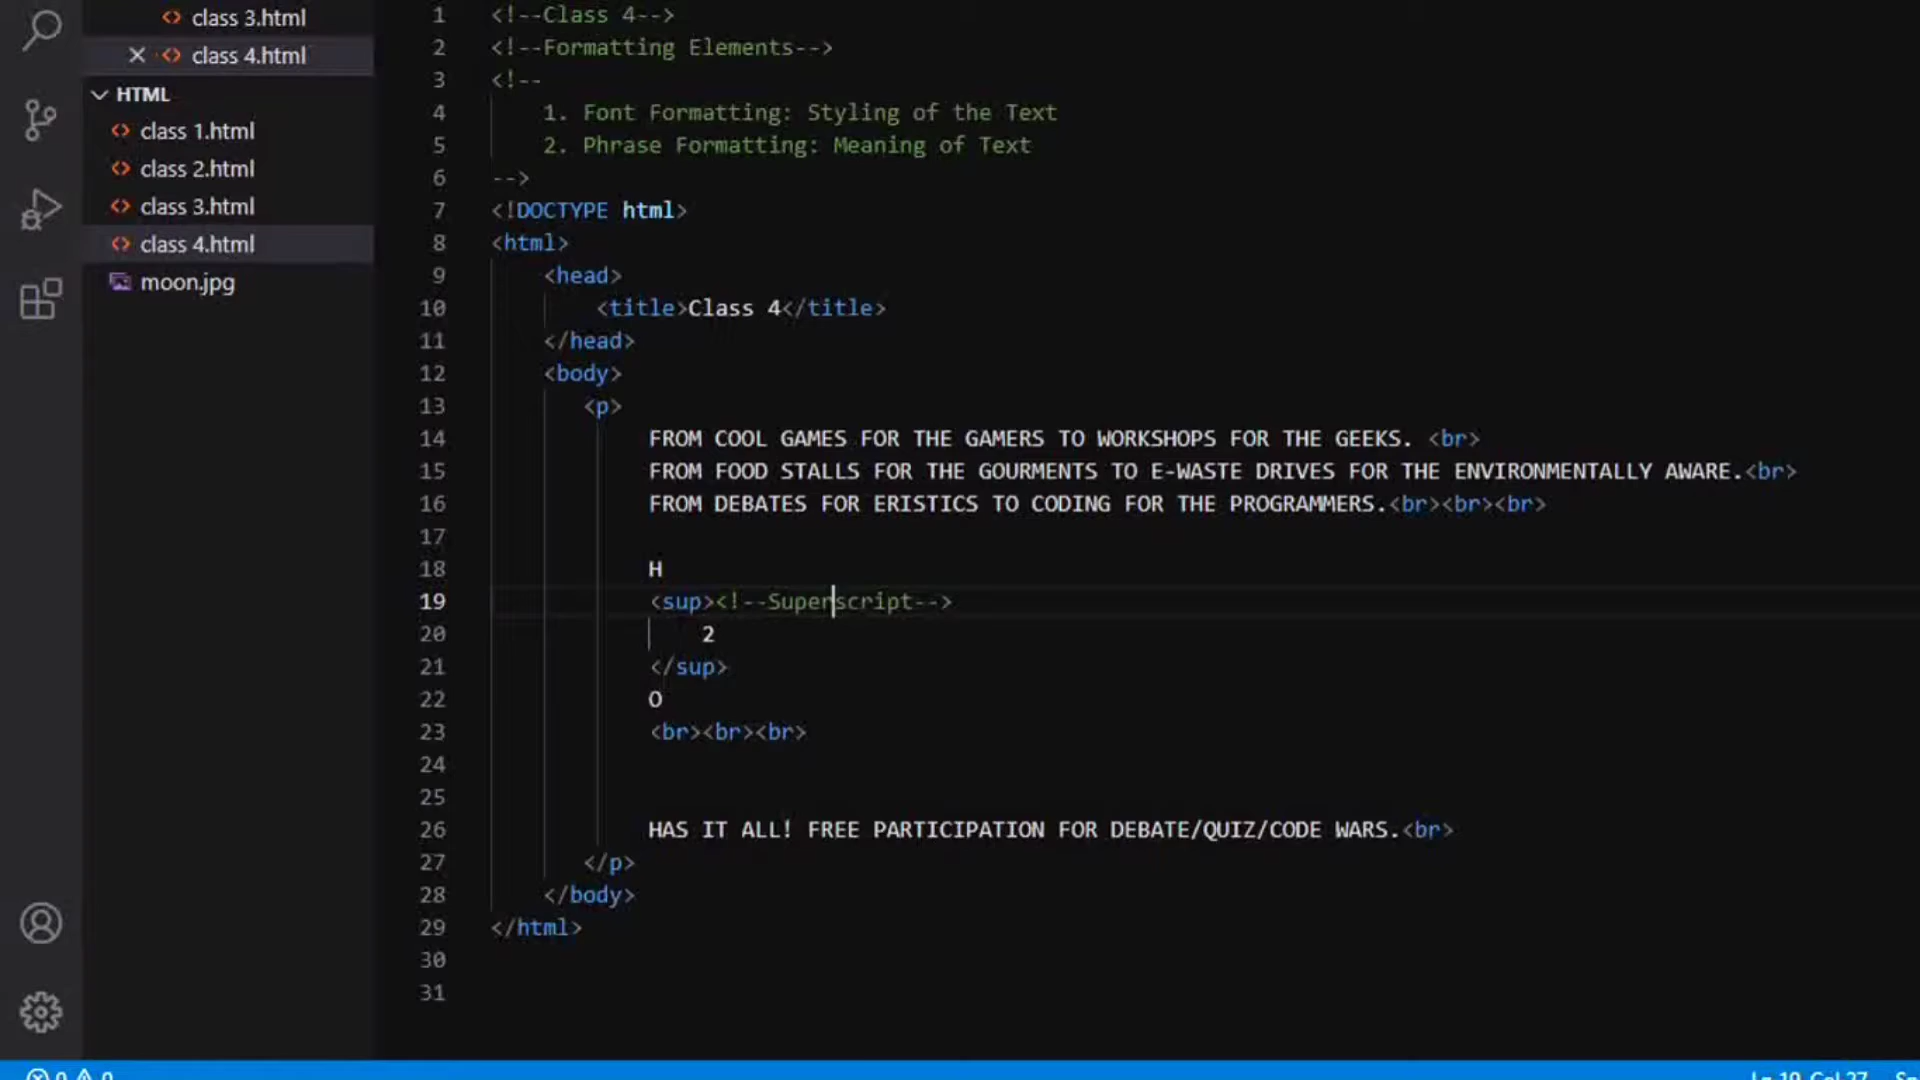 class 3.html
class 4.html
HTML
class 1.html
class 2.html
class 3.html
class 4.html
moon.jpg
1 <!--Class 4-->
2 <!--Formatting Elements-->
3 <!--
4 1. Font Formatting: Styling of the Text
5 2. Phrase Formatting: Meaning of Text
6 -->
7 <!DOCTYPE html>
8 <html>
9 <head>
10 <title>Class 4</title>
11 </head>
12 <body>
13 <p>
14 FROM COOL GAMES FOR THE GAMERS TO WORKSHOPS FOR THE GEEKS. <br>
15 FROM FOOD STALLS FOR THE GOURMENTS TO E-WASTE DRIVES FOR THE ENVIRONMENTALLY AWARE.<br>
16 FROM DEBATES FOR ERISTICS TO CODING FOR THE PROGRAMMERS.<br><br><br>
17
18 H
19 <sup><!--Superscript-->
20 2
21 </sup>
22 O
23 <br><br><br>
24
25
26 HAS IT ALL! FREE PARTICIPATION FOR DEBATE/QUIZ/CODE WARS.<br>
27 </p>
28 </body>
29 </html>
30
31
0 0
Ln 19, Col 27